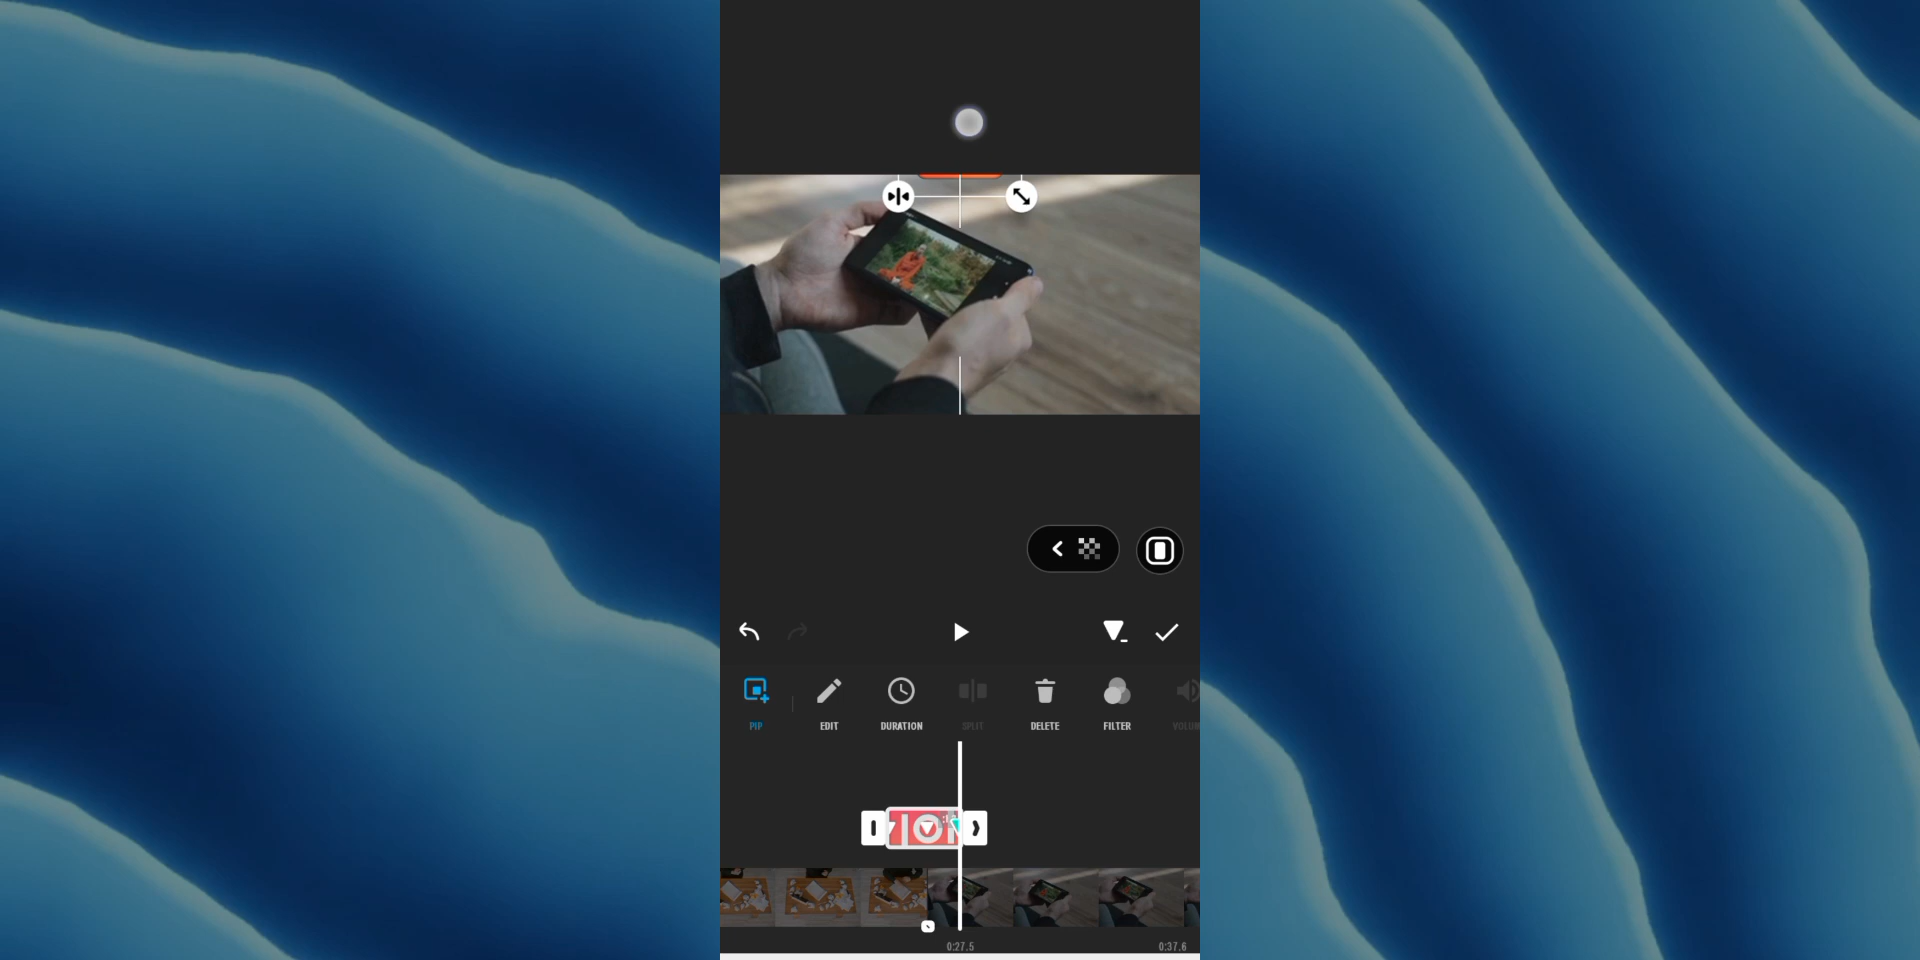 PIP
EDIT
DURATION
SPLIT
DELETE
FILTER
0:27.5
0:37.6